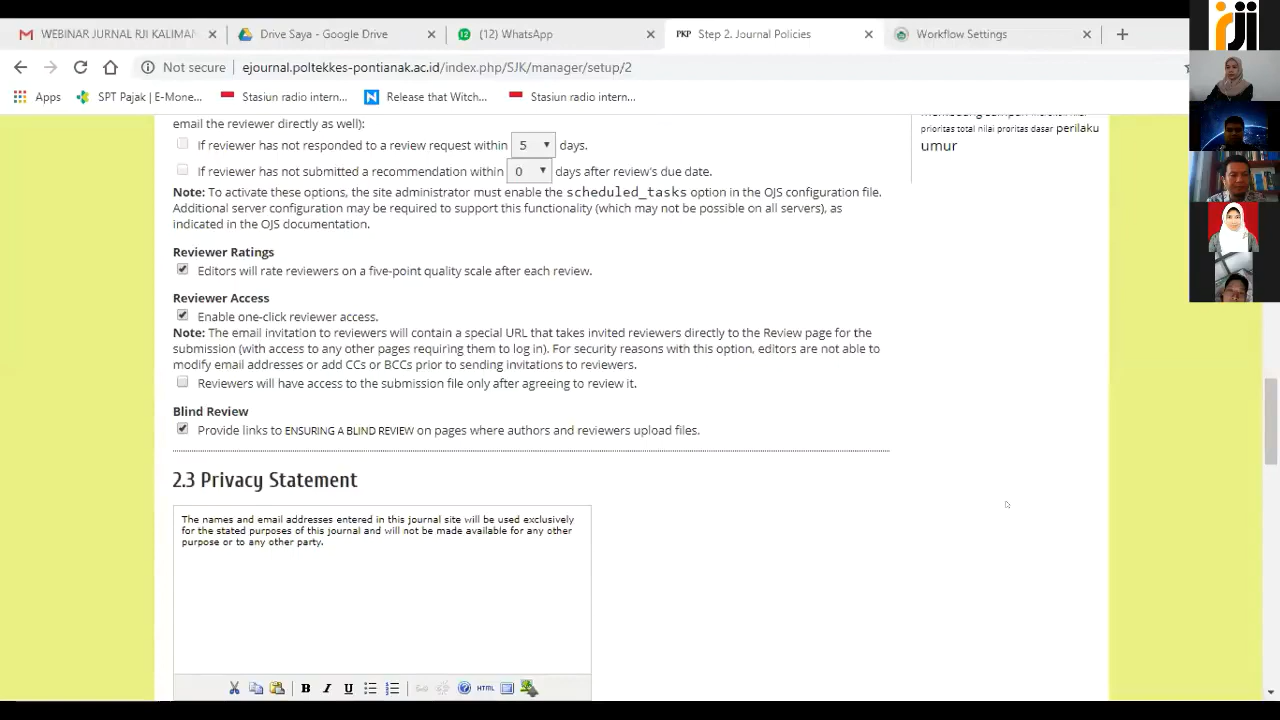 WEBINAR JURNAL RJI KALIMAN
Drive Saya - Google Drive
(12) WhatsApp
PKP Step 2. Journal Policies
Workflow Settings
Not secure ejournal.poltekkes-pontianak.ac.id/index.php/SJK/manager/setup/2
Apps
SPT Pajak | E-Mone...
Stasiun radio intern...
Release that Witch...
Stasiun radio intern...
rji
email the reviewer directly as well):
If reviewer has not responded to a review request within 5 days.
If reviewer has not submitted a recommendation within 0 days after review's due date.
Note: To activate these options, the site administrator must enable the scheduled_tasks option in the OJS configuration file.
Additional server configuration may be required to support this functionality (which may not be possible on all servers), as
indicated in the OJS documentation.
Reviewer Ratings
Editors will rate reviewers on a five-point quality scale after each review.
Reviewer Access
Enable one-click reviewer access.
Note: The email invitation to reviewers will contain a special URL that takes invited reviewers directly to the Review page for the
submission (with access to any other pages requiring them to log in). For security reasons with this option, editors are not able to
modify email addresses or add CCs or BCCs prior to sending invitations to reviewers.
Reviewers will have access to the submission file only after agreeing to review it.
Blind Review
Provide links to ENSURING A BLIND REVIEW on pages where authors and reviewers upload files.
2.3 Privacy Statement
The names and email addresses entered in this journal site will be used exclusively
for the stated purposes of this journal and will not be made available for any other
purpose or to any other party.
B I U
HTML
prioritas total nilai proritas dasar perilaku
umur